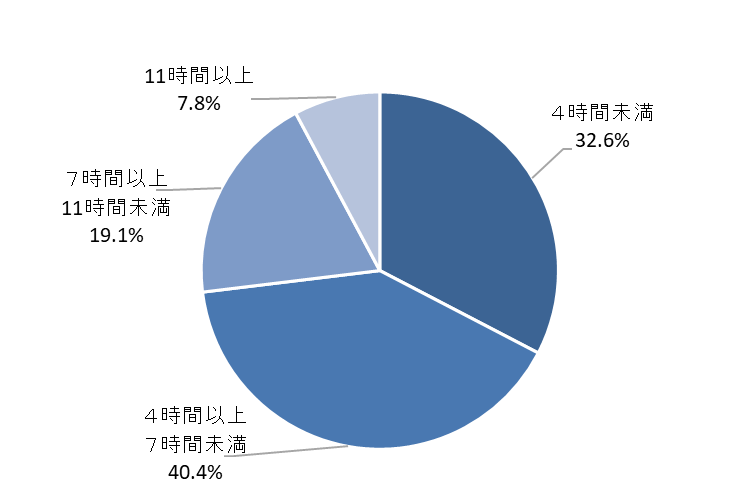 ４時間未満
32.6%
４時間以上
７時間未満
40.4%
７時間以上
11時間未満
19.1%
11時間以上
7.8%